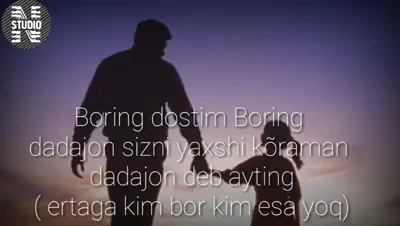 STUDIO
N
Boring dostim Boring
dadajon sizni yaxshi kõraman
dadajon deb ayting
( ertaga kim bor kim esa yoq)